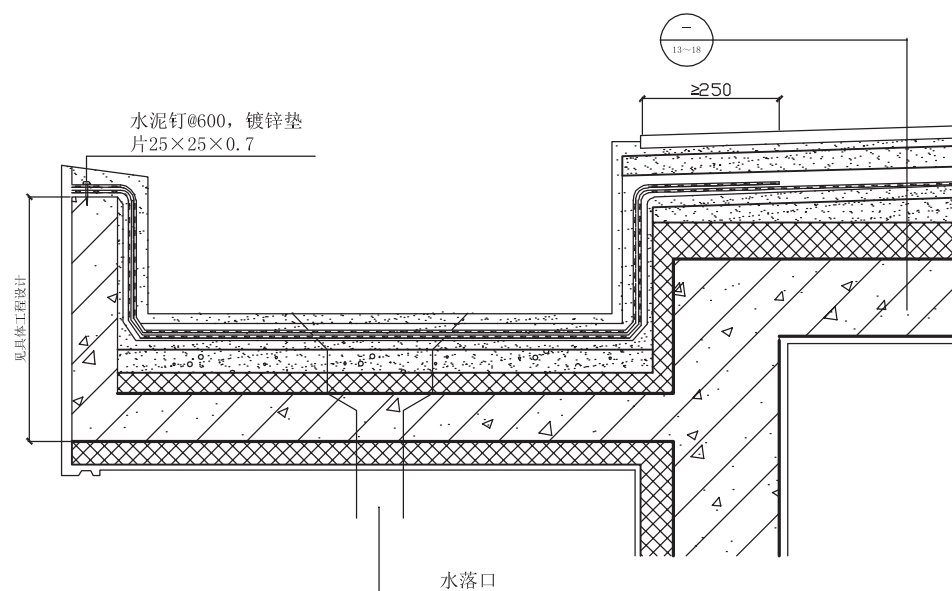 —
13～18
≥250
水泥钉@600，镀锌垫
片25×25×0.7
见具体工程设计
水落口